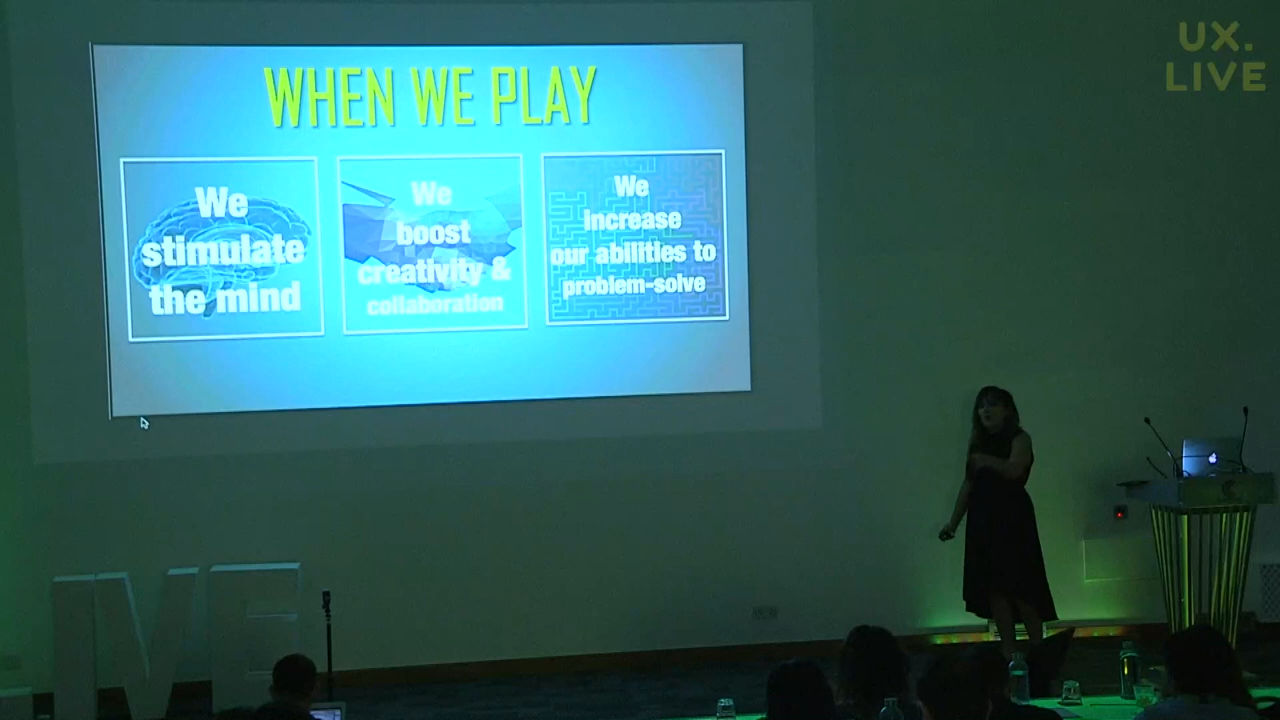 WHEN WE PLAY
We
stimulate
the mind
We
boost
creativity &
collaboration
We
increase
our abilities to
problem-solve
UX.
LIVE
IVE